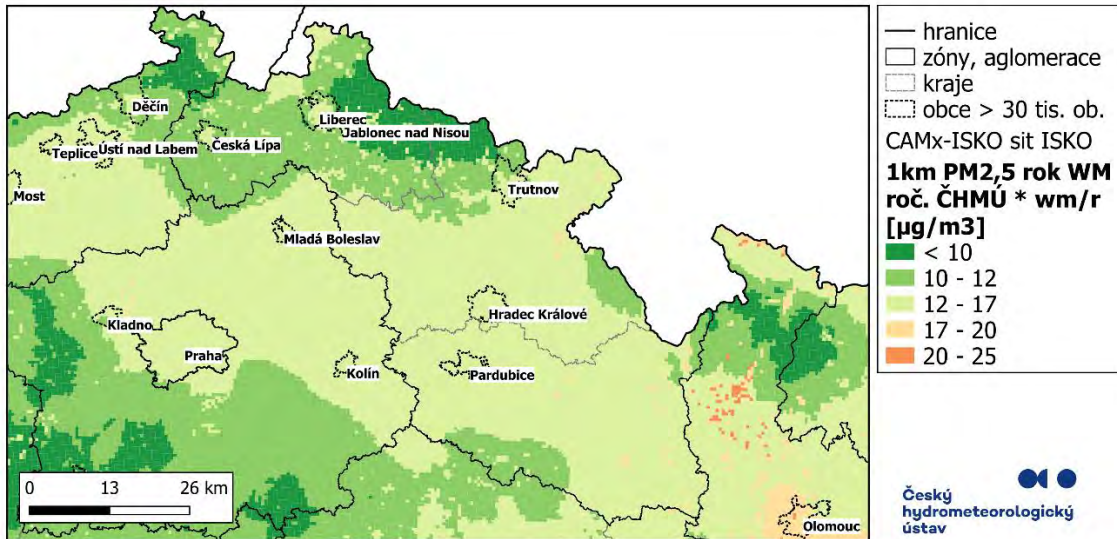 Děčín
Liberec
Jablonec nad Nisou
Teplice
Ústí nad Labem
Česká Lípa
Most
Trutnov
Mladá Boleslav
Kladno
Hradec Králové
Praha
Kolín
Pardubice
Olomouc
0 13 26 km
hranice
zóny, aglomerace
kraje
obce > 30 tis. ob.
CAMx-ISKO sit ISKO
1km PM2,5 rok WM
roč. ČHMÚ * wm/r
[µg/m3]
< 10
10 - 12
12 - 17
17 - 20
20 - 25
Český
hydrometeorologický
ústav